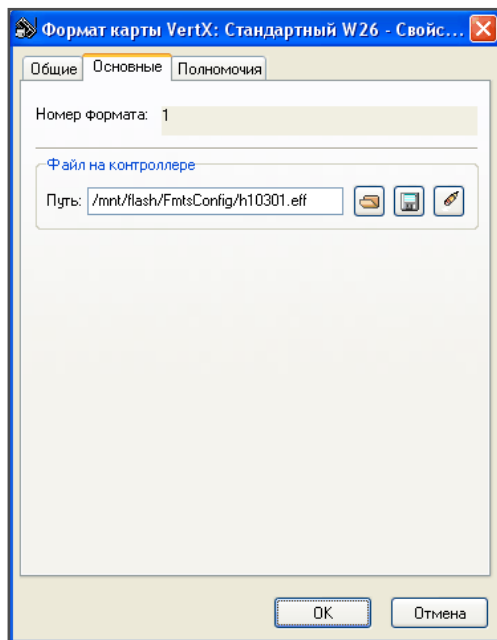 Формат карты VertX: Стандартный W26 - Свойс...
Общие Основные Полномочия
Номер формата: 1
Файл на контроллере
Путь: /mnt/flash/FmtsConfig/h10301.eff
OK Отмена